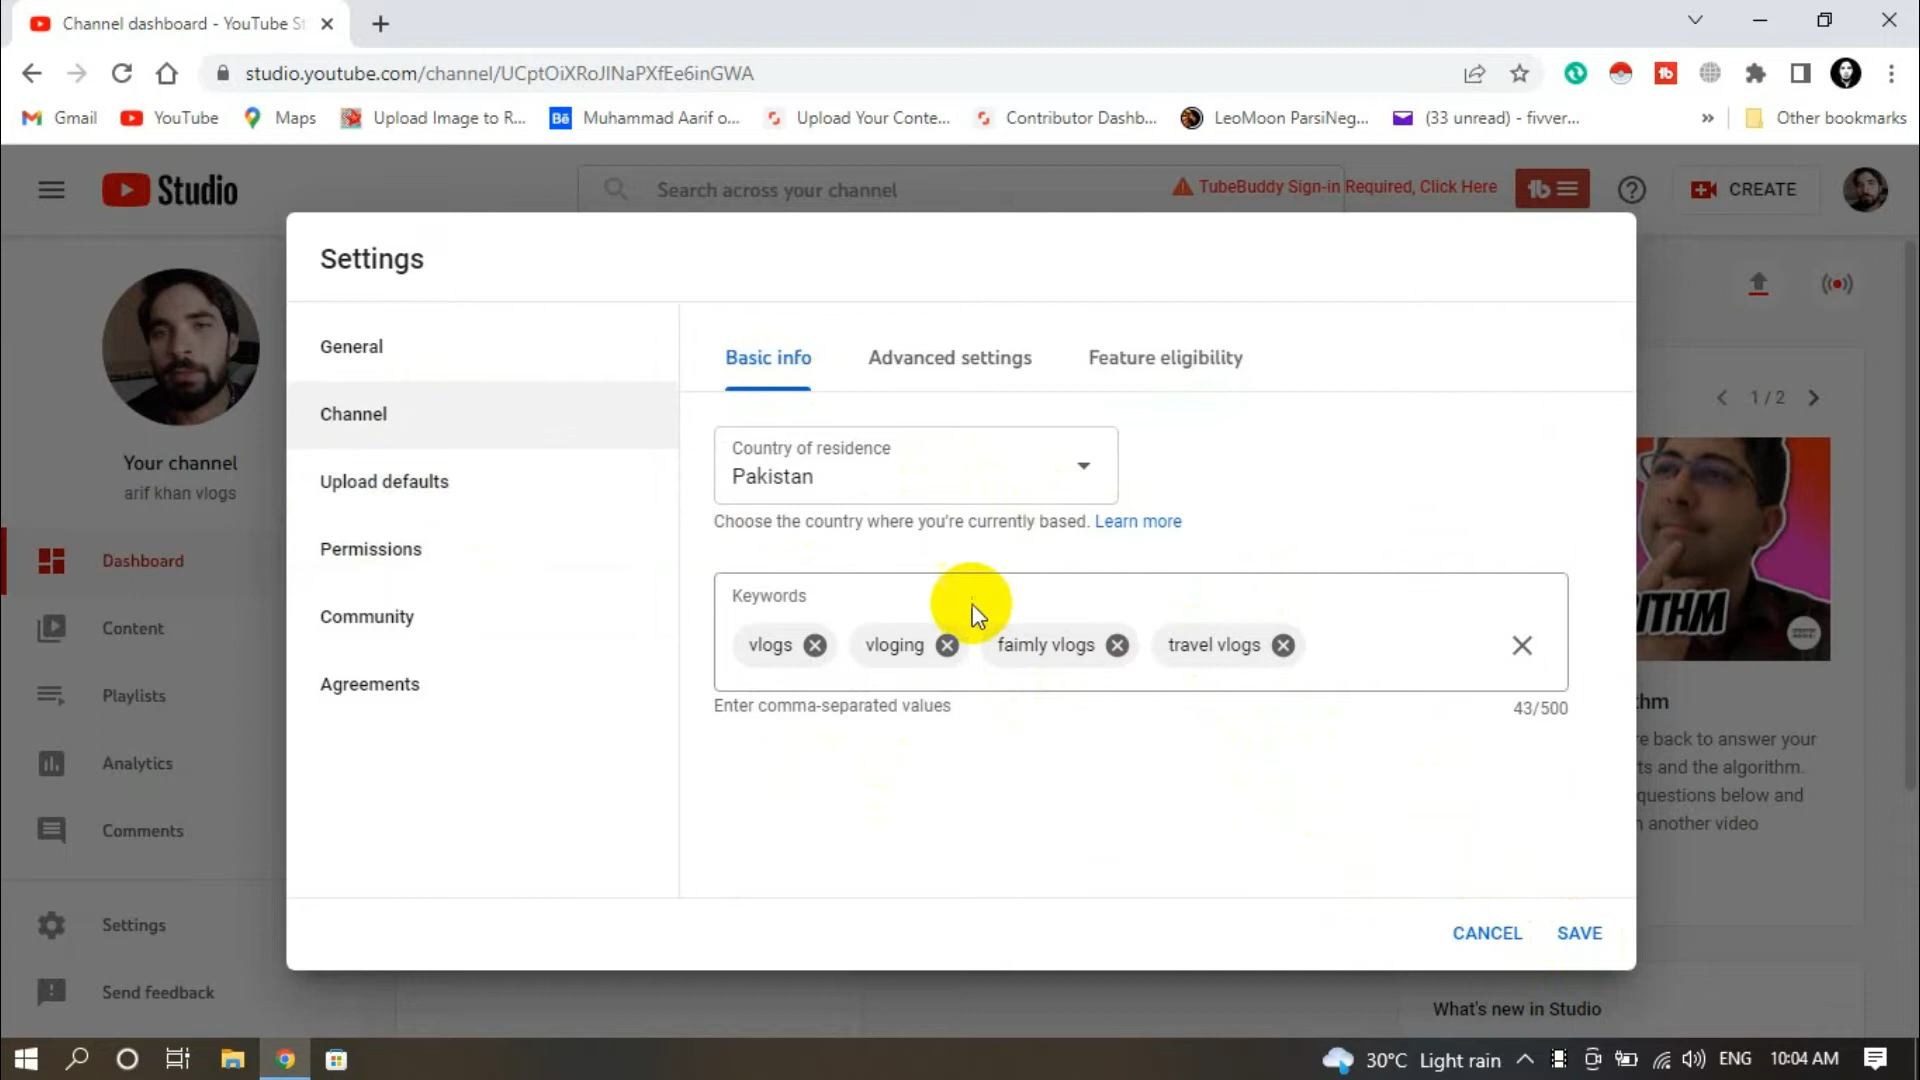 Channel dashboard - YouTube St
studio.youtube.com/channel/UCptOiXRoJINaPXfEe6inGWA
Gmail
YouTube
Maps
Upload Image to R...
Bē
Muhammad Aarif o...
Upload Your Conte...
Contributor Dashb...
LeoMoon ParsiNeg...
(33 unread) - fivver...
»
Other bookmarks
Studio
Search across your channel
TubeBuddy Sign-in Required, Click Here
CREATE
Settings
General
Channel
Upload defaults
Permissions
Community
Agreements
Basic info
Advanced settings
Feature eligibility
Country of residence
Pakistan
Choose the country where you're currently based. Learn more
Keywords
vlogs
vloging
faimly vlogs
travel vlogs
Enter comma-separated values
43/500
CANCEL
SAVE
Your channel
arif khan vlogs
Dashboard
Content
Playlists
Analytics
Comments
Settings
Send feedback
1 / 2
ITHM
hm
e back to answer your
ts and the algorithm.
questions below and
n another video
What's new in Studio
30°C Light rain
ENG
10:04 AM